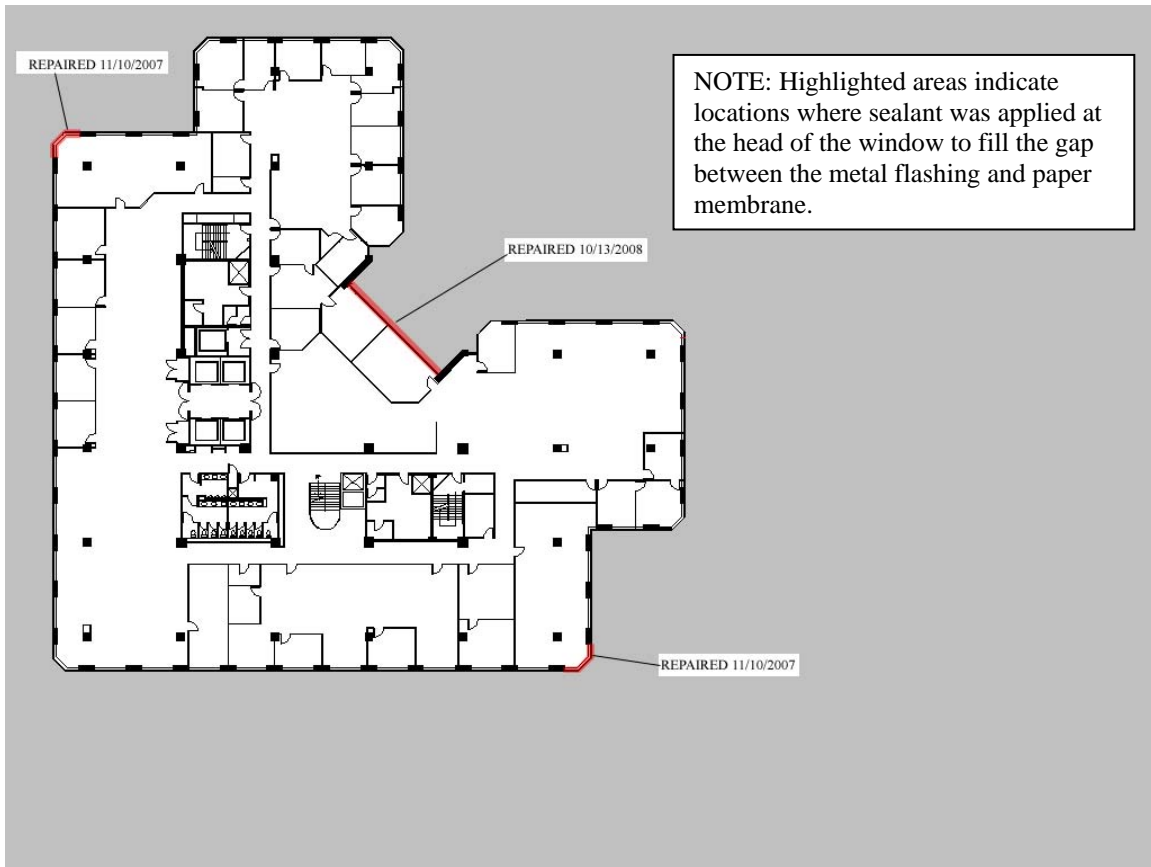 REPAIRED 11/10/2007
NOTE: Highlighted areas indicate
locations where sealant was applied at
the head of the window to fill the gap
between the metal flashing and paper
membrane.
REPAIRED 10/13/2008
REPAIRED 11/10/2007